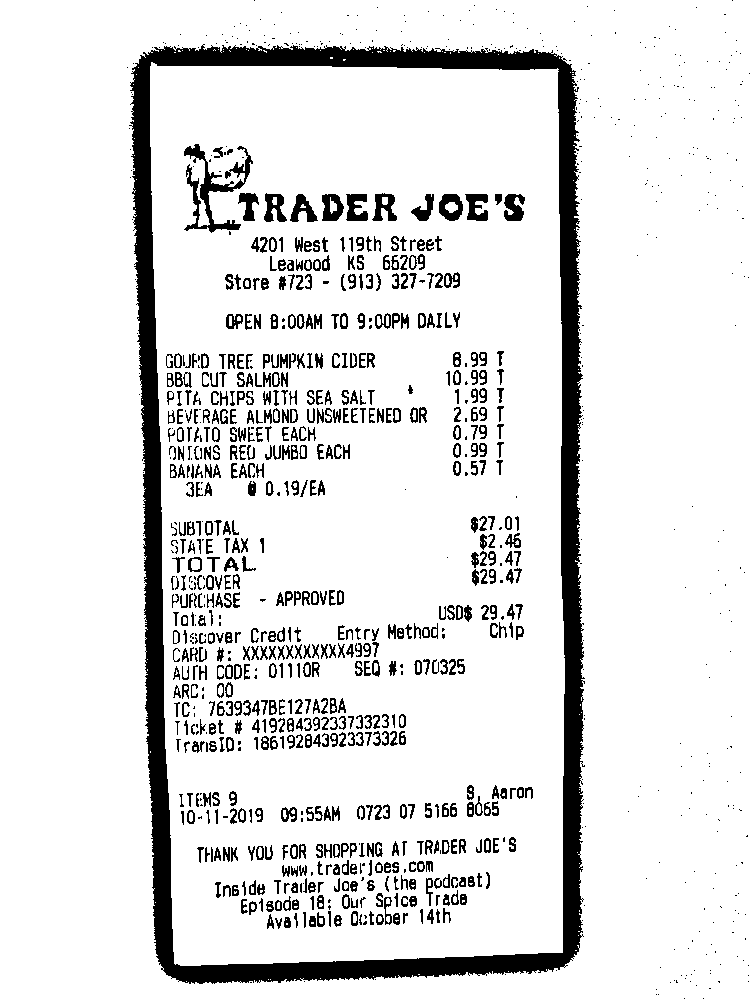 TRADER JOE'S
4201 West 119th Street
Leawood KS 66209
Store #723 - (913) 327-7209
OPEN 8:00AM TO 9:00PM DAILY
GOURD TREE PUMPKIN CIDER 8.99 T
BBQ CUT SALMON 10.99 T
PITA CHIPS WITH SEA SALT 1.99 T
BEVERAGE ALMOND UNSWEETENED OR 2.69 T
POTATO SWEET EACH 0.79 T
ONIONS RED JUMBO EACH 0.99 T
BANANA EACH 0.57 T
3EA @ 0.19/EA
SUBTOTAL $27.01
STATE TAX 1 $2.46
TOTAL $29.47
DISCOVER $29.47
PURCHASE - APPROVED
Total: USD$ 29.47
Discover Credit Entry Method: Chip
CARD #: XXXXXXXXXXXX4997
AUTH CODE: 01110R SEQ #: 070325
ARC: 00
TC: 7639347BE127A2BA
Ticket # 419284392337332310
TransID: 186192843923373326
ITEMS 9 S, Aaron
10-11-2019 09:55AM 0723 07 5166 8065
THANK YOU FOR SHOPPING AT TRADER JOE'S
www.traderjoes.com
Inside Trader Joe's (the podcast)
Episode 18: Our Spice Trade
Available October 14th